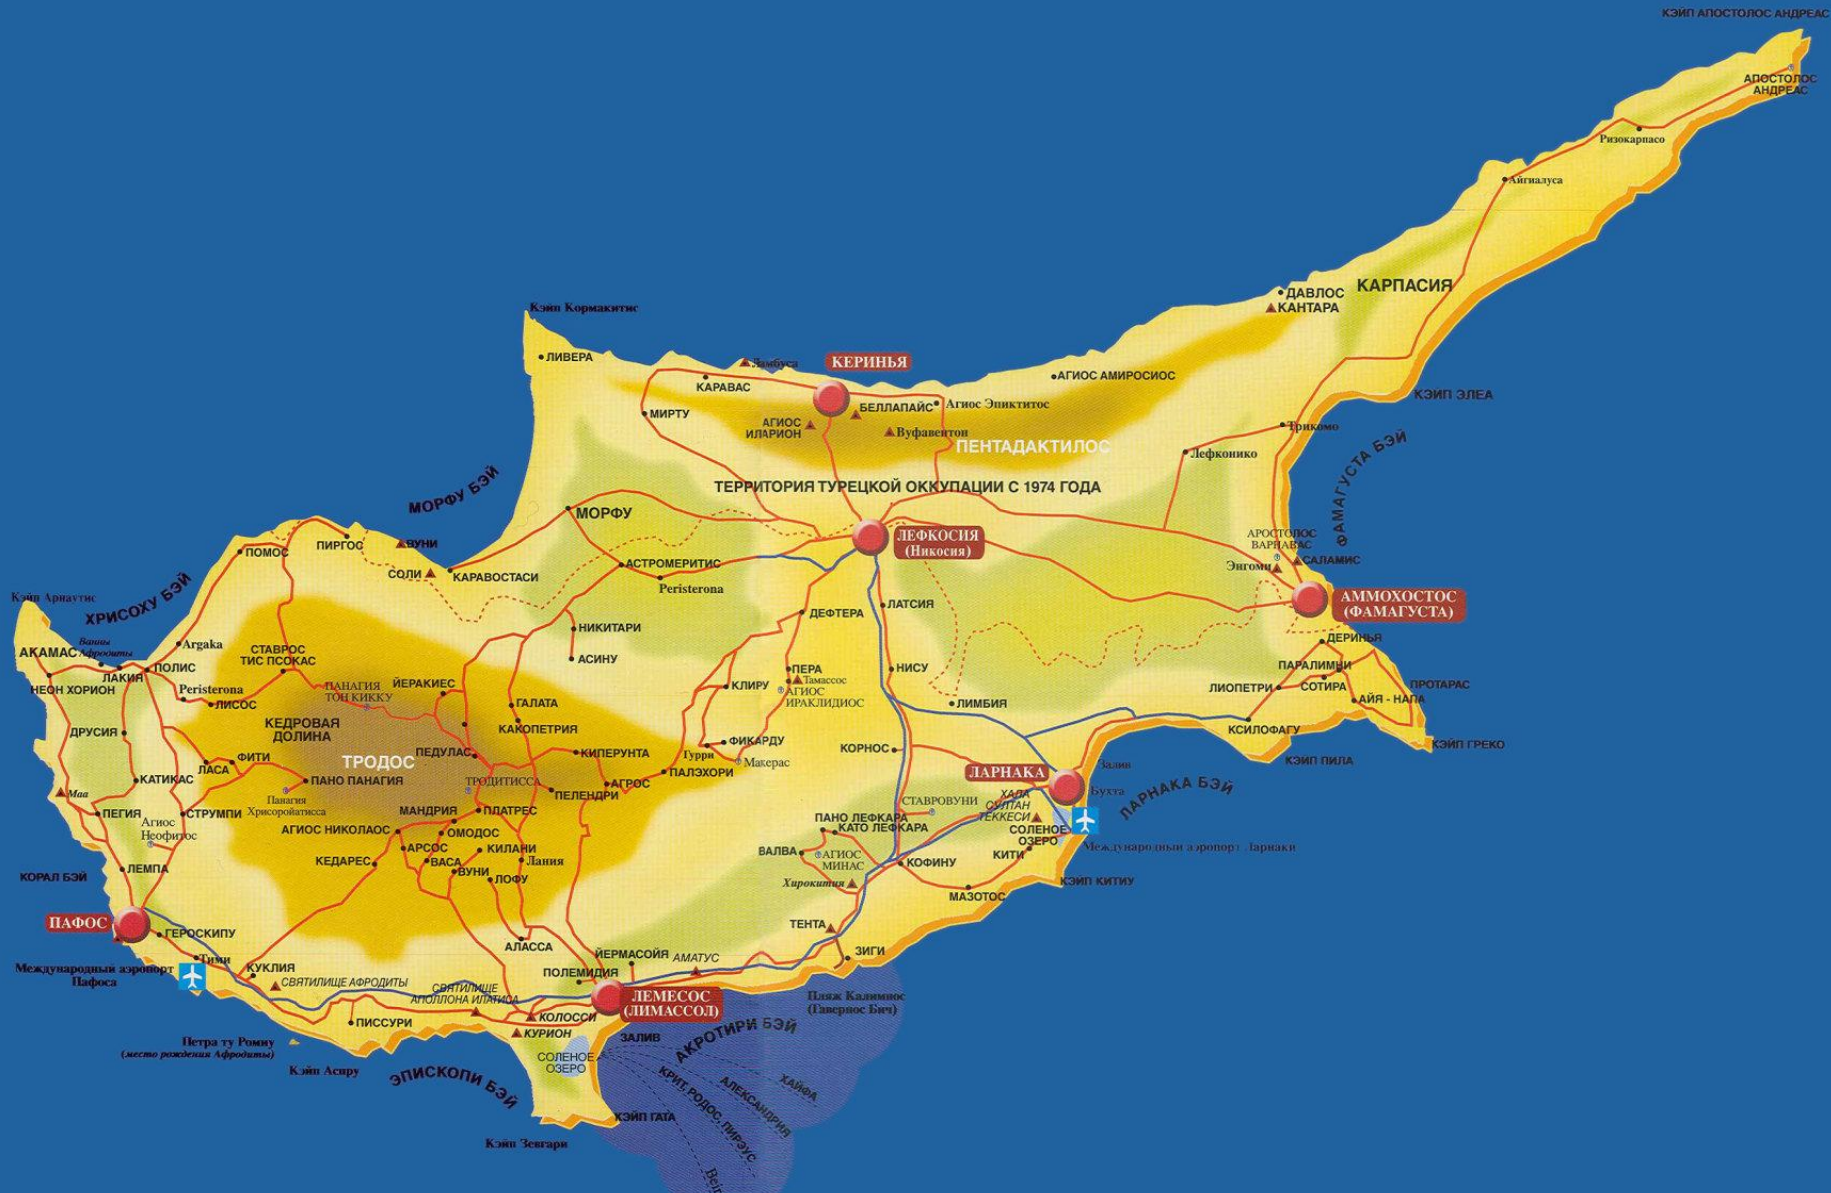 КЭЙП АПОСТОЛОС АНДРЕАС
АПОСТОЛОС
АНДРЕАС
Ризокарпасо
Айгиалуса
КАРПАСИЯ
ДАВЛОС
КАНТАРА
Кэйп Кормакитис
ЛИВЕРА
Ламбуса
КЕРИНЬЯ
КАРАВАС
АГИОС АМИРОСИОС
КЭЙП ЭЛЕА
МИРТУ
БЕЛЛАПАЙС
Агиос Эпиктитос
АГИОС
ИЛАРИОН
Вуфавентон
ПЕНТАДАКТИЛОС
Трикомо
Лефконико
ФАМАГУСТА БЭЙ
МОРФУ БЭЙ
ТЕРРИТОРИЯ ТУРЕЦКОЙ ОККУПАЦИИ С 1974 ГОДА
МОРФУ
ЛЕФКОСИЯ
(Никосия)
АРОСТОЛОС
ВАРНАВАС
САЛАМИС
Энгоми
АММОХОСТОС
(ФАМАГУСТА)
ПОМОС
ПИРГОС
ВУНИ
СОЛИ
КАРАВОСТАСИ
АСТРОМЕРИТИС
Peristerona
ХРИСОХУ БЭЙ
Кэйп Арнаутис
ЛАТСИЯ
ДЕФТЕРА
НИКИТАРИ
АСИНУ
ДЕРИНЬЯ
ПАРАЛИМНИ
ЛИОПЕТРИ
СОТИРА
ПРОТАРАС
АЙЯ - НАПА
КСИЛОФАГУ
КЭЙП ГРЕКО
КЭЙП ПИЛА
Argaka
Ванны
Афродиты
АКАМАС
ЛАКИЯ
ПОЛИС
НЕОН ХОРИОН
СТАВРОС
ТИС ПСОКАС
Peristerona
ЛИСОС
ПАНАГИЯ
ТОН КИККУ
ЙЕРАКИЕС
ГАЛАТА
КАКОПЕТРИЯ
КЛИРУ
ПЕРА
Тамассос
АГИОС
ИРАКЛИДИОС
НИСУ
ЛИМБИЯ
КЕДРОВАЯ
ДОЛИНА
ДРУСИЯ
ТРОДОС
ПЕДУЛАС
КИПЕРУНТА
ФИКАРДУ
Гурри
Макерас
КОРНОС
ФИТИ
ЛАСА
КАТИКАС
ПАНО ПАНАГИЯ
ТРОДИТИССА
АГРОС
ПАЛЭХОРИ
ПЕЛЕНДРИ
ЛАРНАКА
Залив
Бухта
ЛАРНАКА БЭЙ
Маа
ПЕГИЯ
СТРУМПИ
Панагия
Хрисоройатисса
Агиос
Неофитос
МАНДРИЯ
ПЛАТРЕС
АГИОС НИКОЛАОС
ОМОДОС
АРСОС
КИЛАНИ
КЕДАРЕС
ВАСА
Лания
ВУНИ
ЛОФУ
СТАВРОВУНИ
ХАЛА
СУЛТАН
ТЕККЕСИ
СОЛЕНОЕ
ОЗЕРО
ПАНО ЛЕФКАРА
КАТО ЛЕФКАРА
ВАЛВА
АГИОС
МИНАС
Хирокития
КОФИНУ
КИТИ
Международный аэропорт Ларнаки
КЭЙП КИТИУ
МАЗОТОС
ЛЕМПА
КОРАЛ БЭЙ
ПАФОС
ГЕРОСКИПУ
Тими
Международный аэропорт
Пафоса
КУКЛИЯ
СВЯТИЛИЩЕ АФРОДИТЫ
АЛАССА
ТЕНТА
ЗИГИ
ЙЕРМАСОЙЯ
АМАТУС
ПОЛЕМИДИЯ
СВЯТИЛИЩЕ
АПОЛЛОНА ИЛАТИСА
ЛЕМЕСОС
(ЛИМАССОЛ)
Пляж Калимнос
(Гавернос Бич)
ПИССУРИ
КОЛОССИ
КУРИОН
ЗАЛИВ
АКРОТИРИ БЭЙ
Петра ту Ромиу
(место рождения Афродиты)
Кэйп Аспру
ЭПИСКОПИ БЭЙ
СОЛЕНОЕ
ОЗЕРО
ХАЙФА
АЛЕКСАНДРИЯ
КРИТ, РОДОС, ПИРЭУС
КЭЙП ГАТА
Кэйп Зевгари